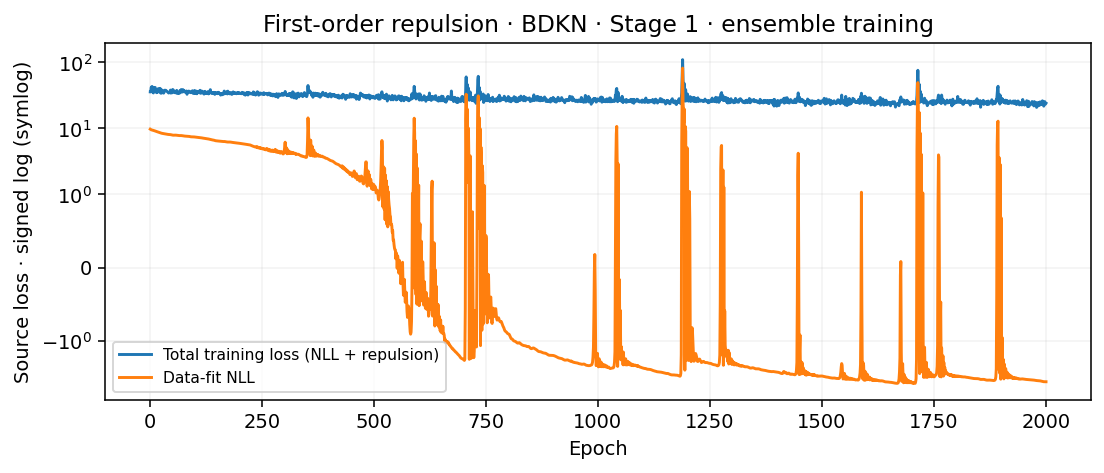 First-order repulsion · BDKN · Stage 1 · ensemble training
Source loss · signed log (symlog)
10²
10¹
10⁰
0
−10⁰
Total training loss (NLL + repulsion)
Data-fit NLL
0 250 500 750 1000 1250 1500 1750 2000
Epoch